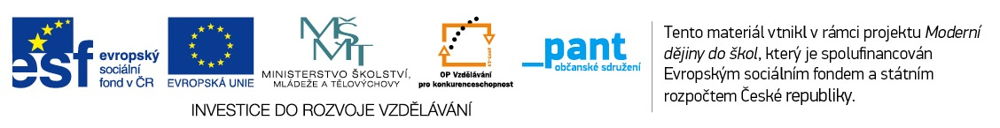 esf
evropský
sociální
fond v ČR
EVROPSKÁ UNIE
MŠMT
MINISTERSTVO ŠKOLSTVÍ,
MLÁDEŽE A TĚLOVÝCHOVY
2007-13
OP Vzdělávání
pro konkurenceschopnost
_pant
občanské sdružení
INVESTICE DO ROZVOJE VZDĚLÁVÁNÍ
Tento materiál vtnikl v rámci projektu Moderní
dějiny do škol, který je spolufinancován
Evropským sociálním fondem a státním
rozpočtem České republiky.